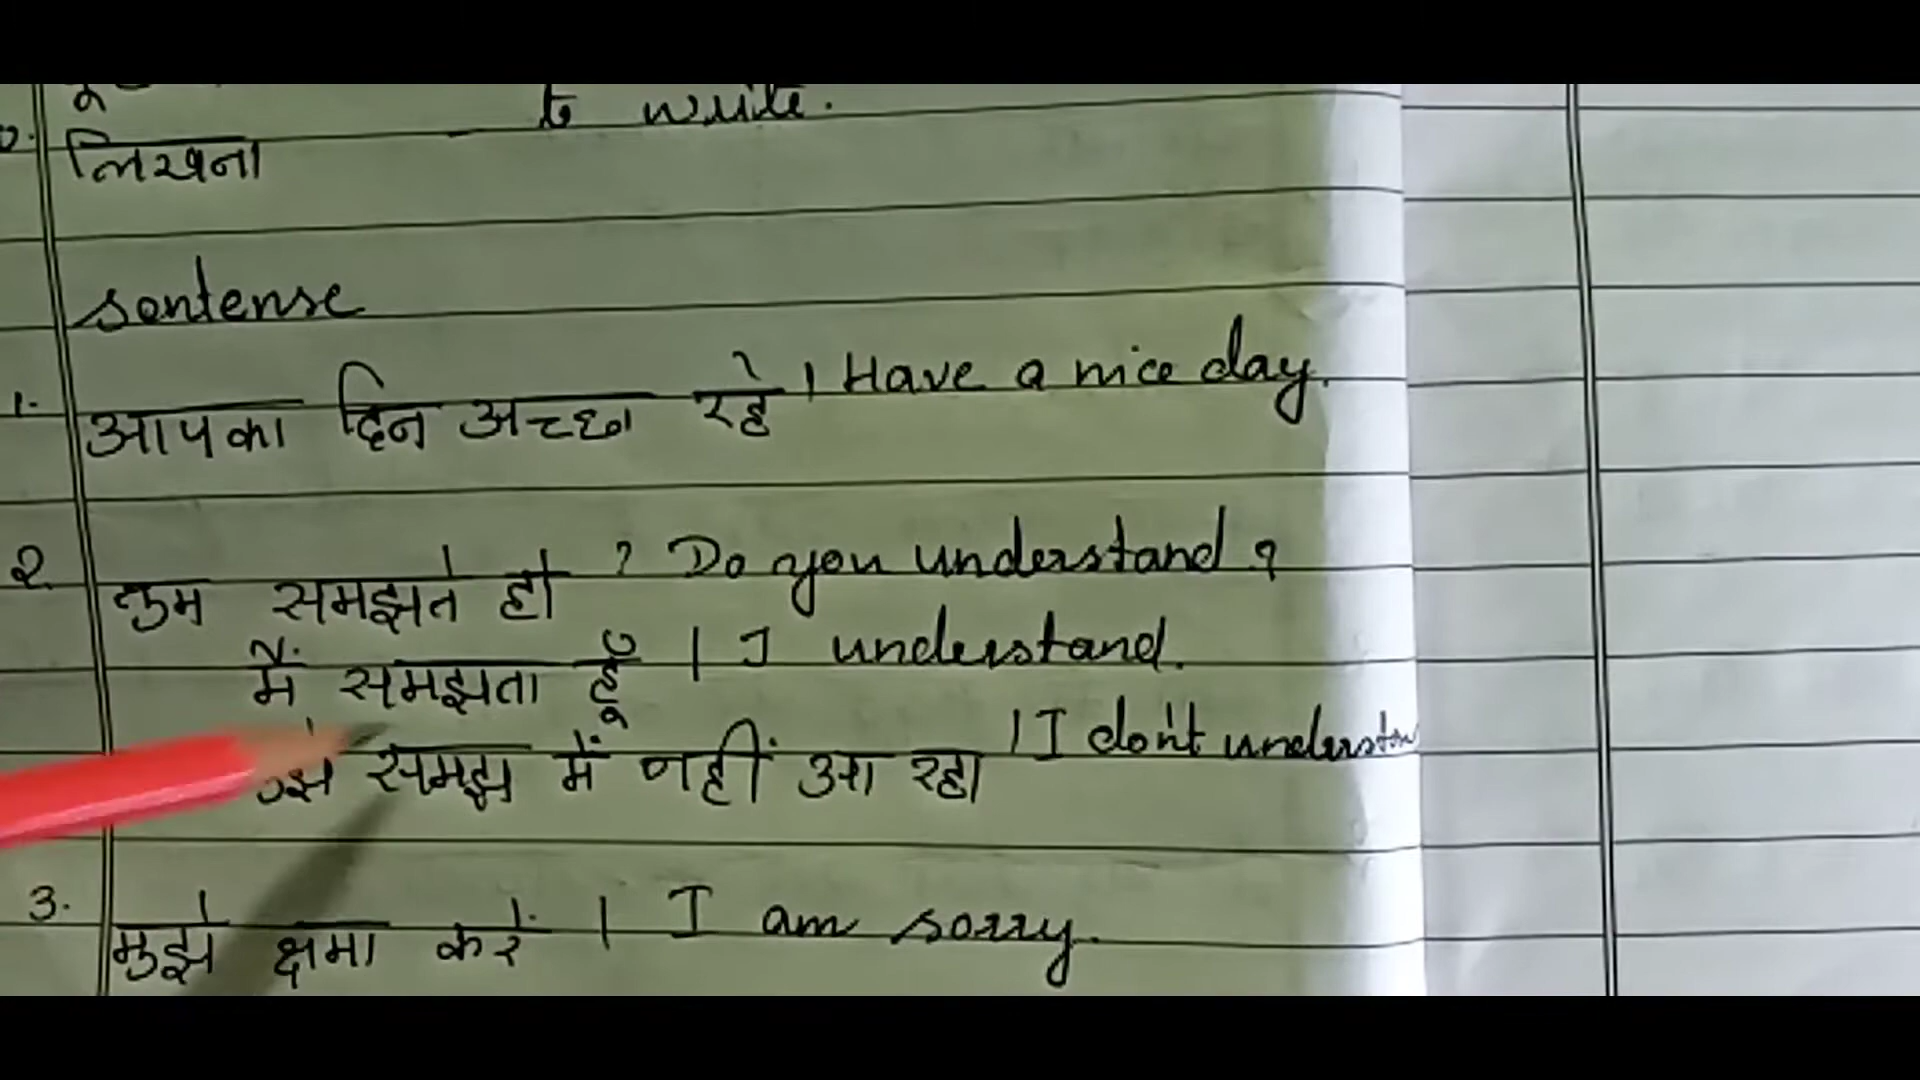 to write.
लिखना
sentense
आपका दिन अच्छा रहे । Have a nice day.
2. तुम समझते हो ? Do you understand ?
मैं समझता हूँ । I understand.
समझ में नहीं आ रहा । I don't understan
3. मुझे क्षमा करें । I am sorry.